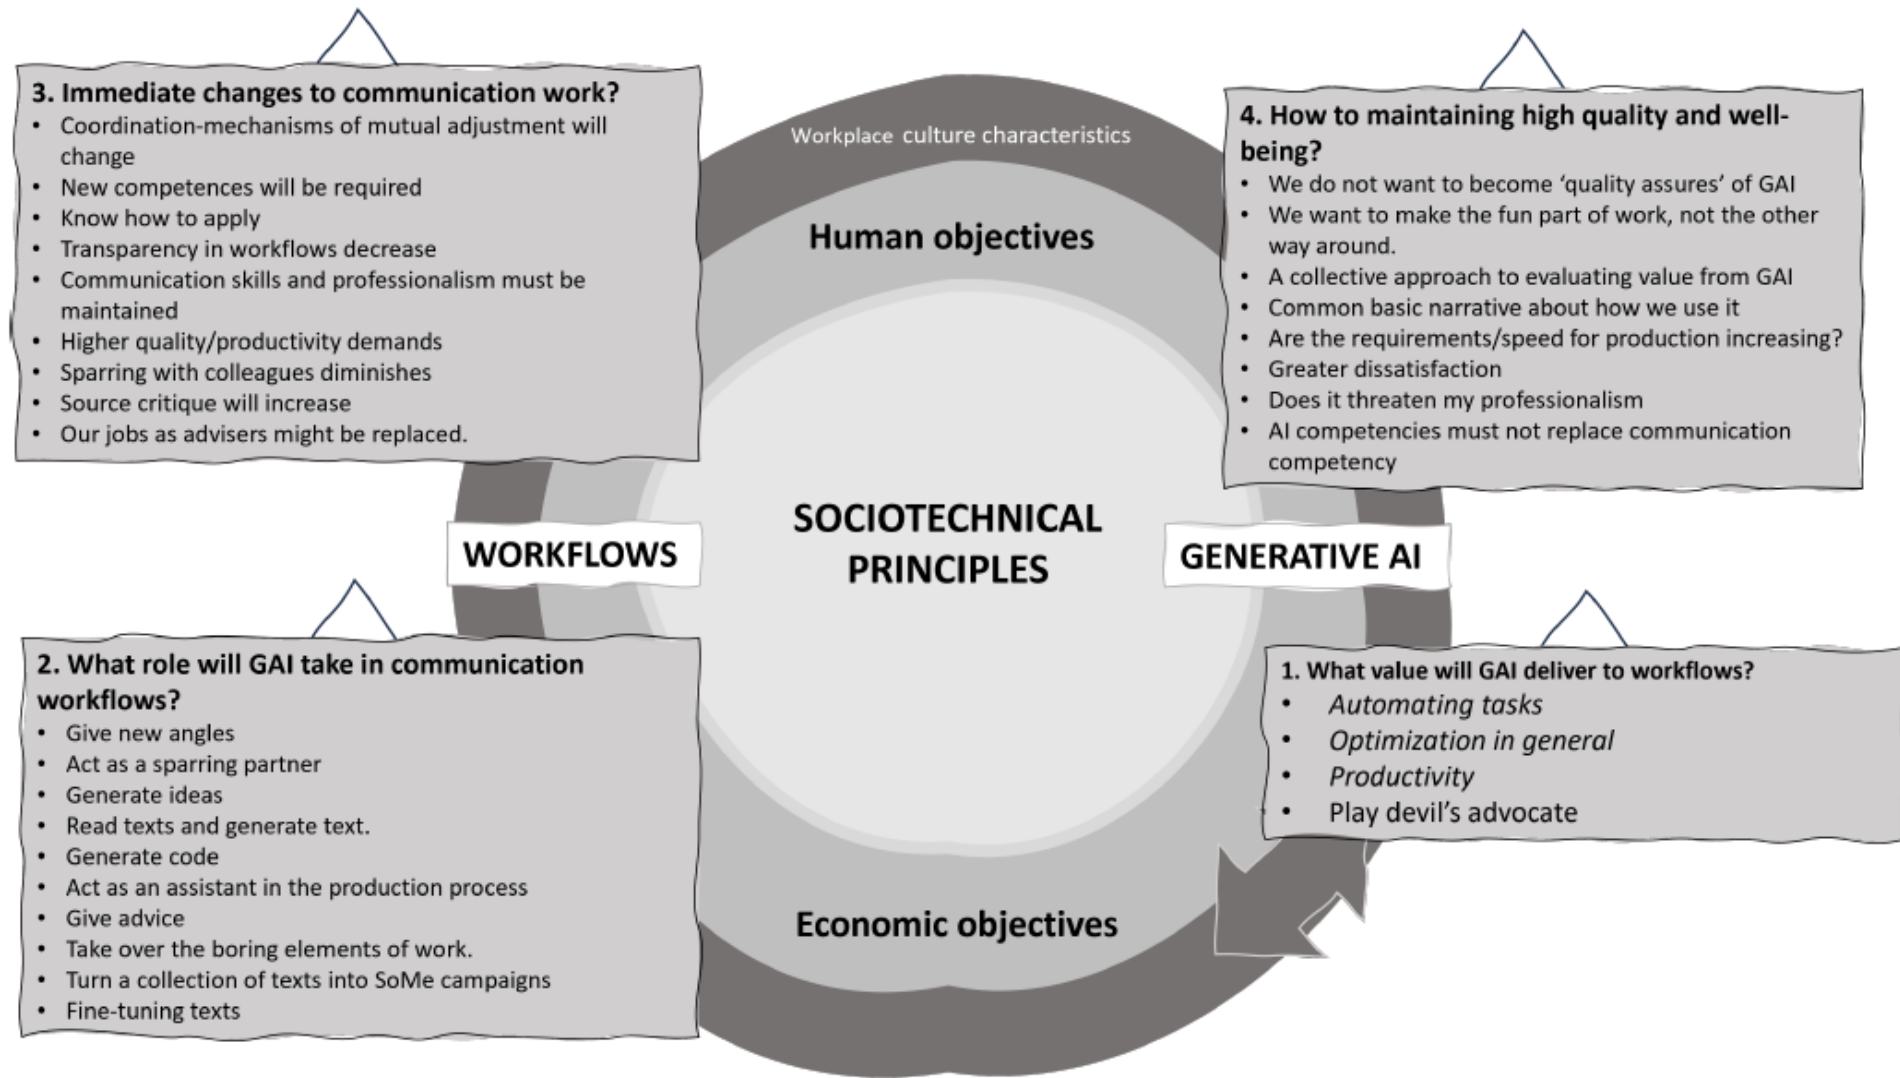 3. Immediate changes to communication work?
• Coordination-mechanisms of mutual adjustment will
change
• New competences will be required
• Know how to apply
• Transparency in workflows decrease
• Communication skills and professionalism must be
maintained
• Higher quality/productivity demands
• Sparring with colleagues diminishes
• Source critique will increase
• Our jobs as advisers might be replaced.
Workplace culture characteristics
Human objectives
4. How to maintaining high quality and well-
being?
• We do not want to become ‘quality assures’ of GAI
• We want to make the fun part of work, not the other
way around.
• A collective approach to evaluating value from GAI
• Common basic narrative about how we use it
• Are the requirements/speed for production increasing?
• Greater dissatisfaction
• Does it threaten my professionalism
• AI competencies must not replace communication
competency
WORKFLOWS
SOCIOTECHNICAL
PRINCIPLES
GENERATIVE AI
2. What role will GAI take in communication
workflows?
• Give new angles
• Act as a sparring partner
• Generate ideas
• Read texts and generate text.
• Generate code
• Act as an assistant in the production process
• Give advice
• Take over the boring elements of work.
• Turn a collection of texts into SoMe campaigns
• Fine-tuning texts
1. What value will GAI deliver to workflows?
• Automating tasks
• Optimization in general
• Productivity
• Play devil’s advocate
Economic objectives